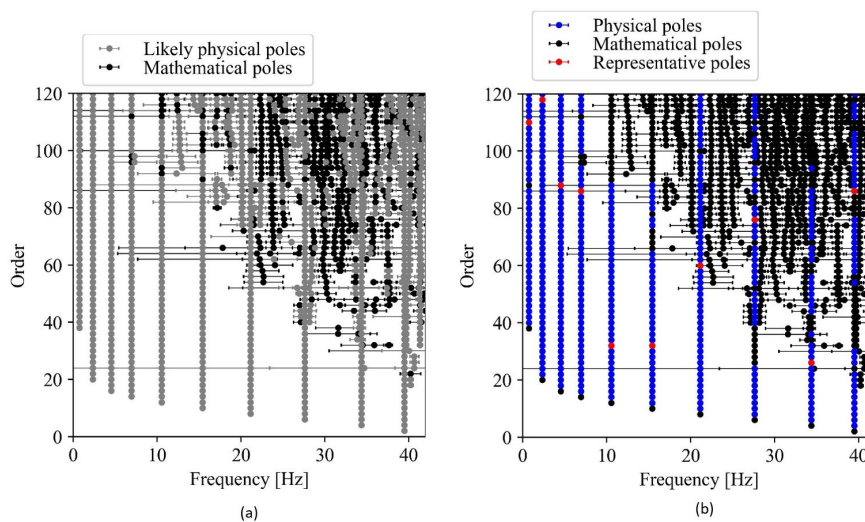 Likely physical poles
Mathematical poles
120
100
80
60
40
20
0
Order
0 10 20 30 40
Frequency [Hz]
(a)
Physical poles
Mathematical poles
Representative poles
120
100
80
60
40
20
0
Order
0 10 20 30 40
Frequency [Hz]
(b)